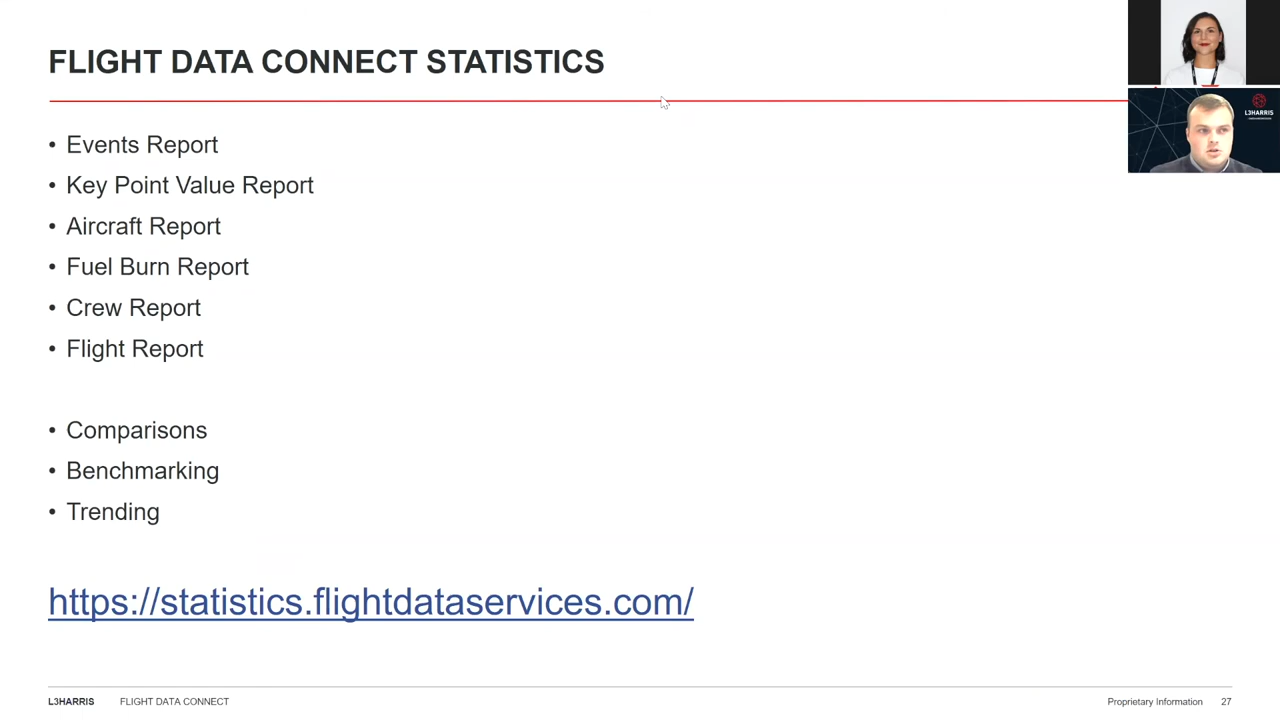 FLIGHT DATA CONNECT STATISTICS
• Events Report
• Key Point Value Report
• Aircraft Report
• Fuel Burn Report
• Crew Report
• Flight Report
• Comparisons
• Benchmarking
• Trending
https://statistics.flightdataservices.com/
L3HARRIS
L3HARRIS FLIGHT DATA CONNECT Proprietary Information 27